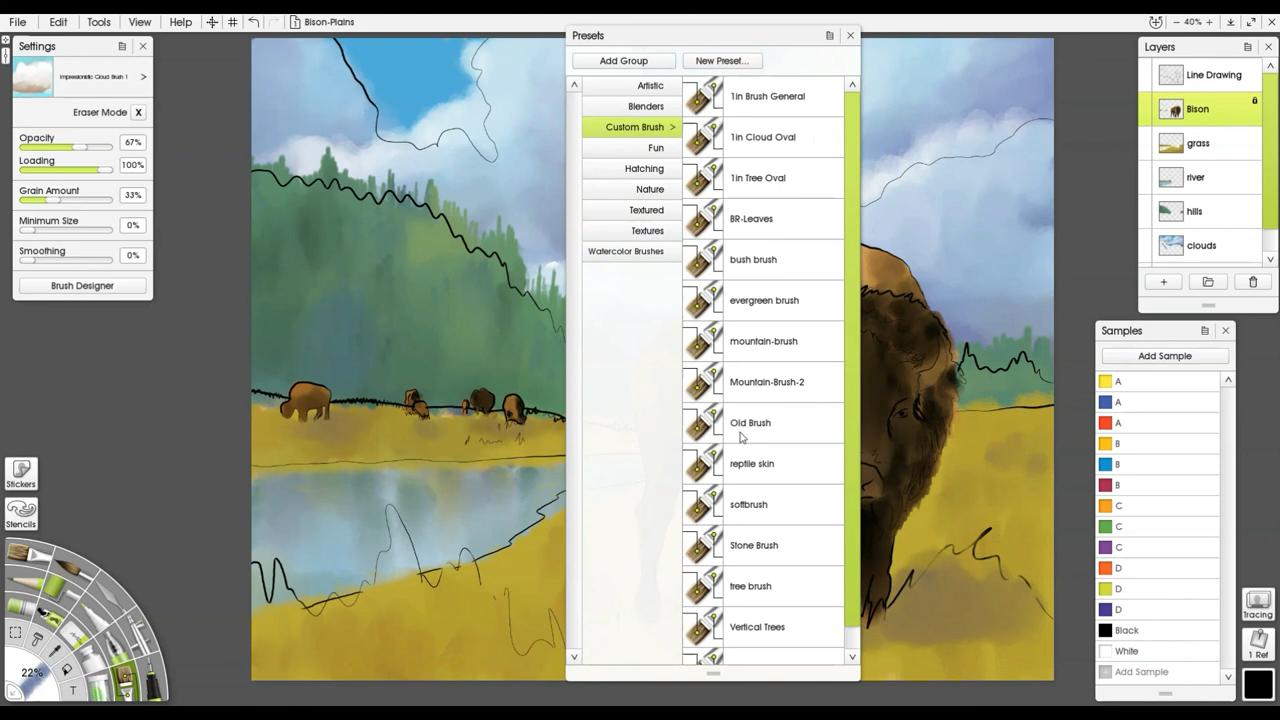 File Edit Tools View Help Bison-Plains 40%
Settings
Impressionistic Cloud Brush 1 >
Eraser Mode X
Opacity 67%
Loading 100%
Grain Amount 33%
Minimum Size 0%
Smoothing 0%
Brush Designer
Stickers
Stencils
22%
T
Presets
Add Group New Preset...
Artistic
Blenders
Custom Brush >
Fun
Hatching
Nature
Textured
Textures
Watercolor Brushes
1in Brush General
1in Cloud Oval
1in Tree Oval
BR-Leaves
bush brush
evergreen brush
mountain-brush
Mountain-Brush-2
Old Brush
reptile skin
softbrush
Stone Brush
tree brush
Vertical Trees
Layers
Line Drawing
Bison
grass
river
hills
clouds
Samples
Add Sample
A
A
A
B
B
B
C
C
C
D
D
D
Black
White
Add Sample
Tracing
1 Ref